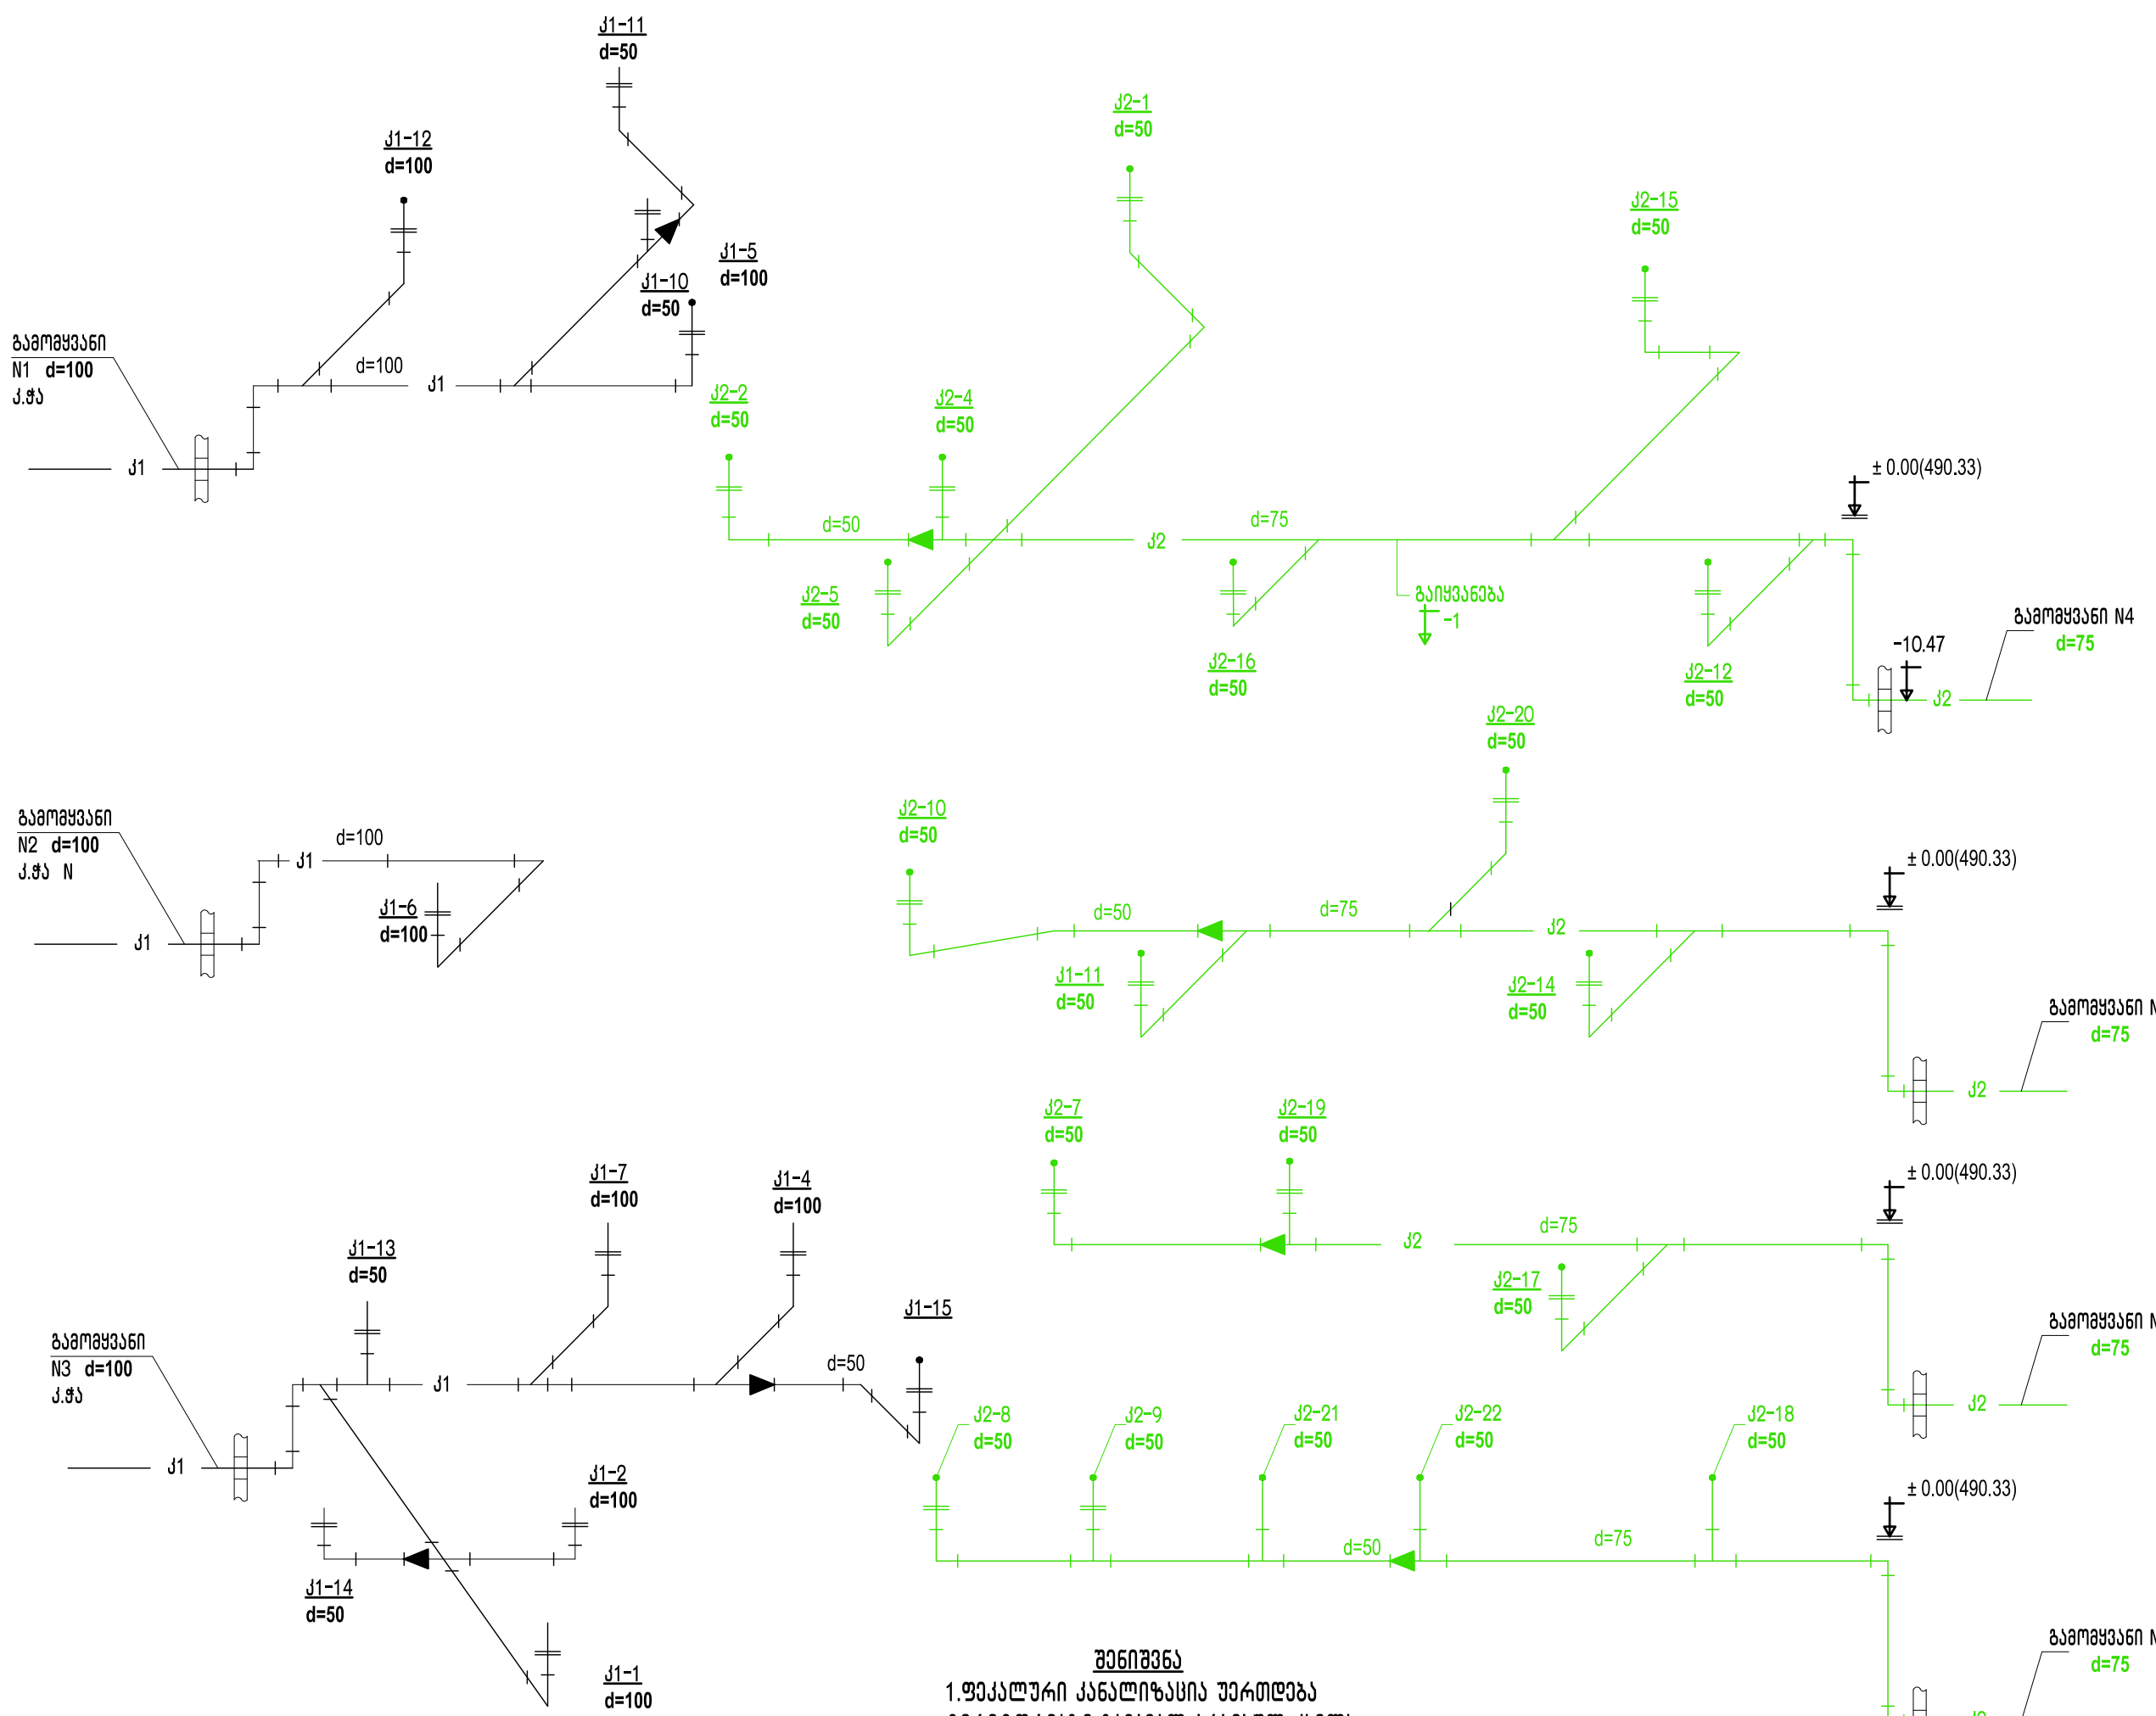 კ1-11
d=50
კ1-12
d=100
კ1-5
d=100
კ1-10
d=50
გამომყვანი
N1 d=100
კ.ჭა
d=100
კ1
კ1
კ2-1
d=50
კ2-15
d=50
კ2-2
d=50
კ2-4
d=50
± 0.00(490.33)
d=50
d=75
კ2
კ2-5
d=50
გაიყვანება
-1
კ2-16
d=50
კ2-12
d=50
გამომყვანი N4
d=75
-10.47
კ2
გამომყვანი
N2 d=100
კ.ჭა N
d=100
კ1
კ1
კ1-6
d=100
კ2-20
d=50
კ2-10
d=50
± 0.00(490.33)
d=50
d=75
კ2
კ1-11
d=50
კ2-14
d=50
გამომყვანი N
d=75
კ2
კ2-7
d=50
კ2-19
d=50
± 0.00(490.33)
d=75
კ2
კ2-17
d=50
გამომყვანი N
d=75
კ2
კ1-7
d=100
კ1-4
d=100
კ1-13
d=50
კ1-15
გამომყვანი
N3 d=100
კ.ჭა
d=50
კ1
კ1
კ1-2
d=100
კ1-14
d=50
კ1-1
d=100
კ2-8
d=50
კ2-9
d=50
კ2-21
d=50
კ2-22
d=50
კ2-18
d=50
± 0.00(490.33)
d=50
d=75
გამომყვანი N
d=75
შენიშვნა
1.ფეკალური კანალიზაცია უერთდება